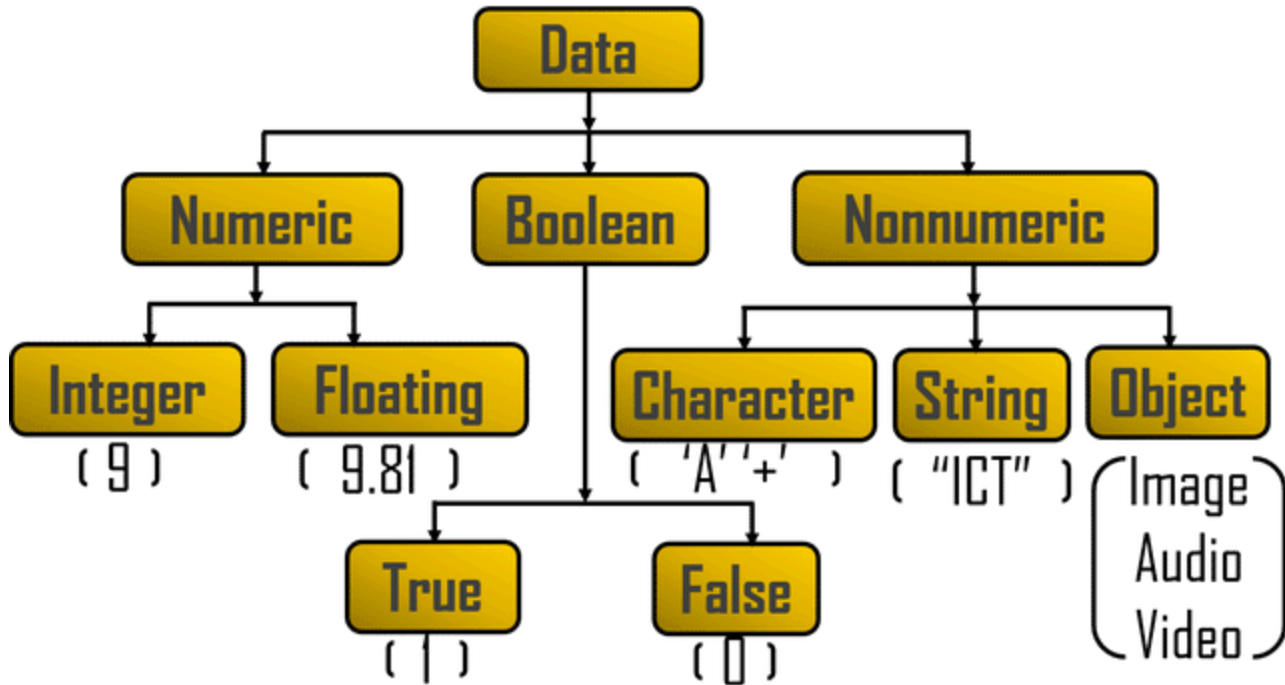 Data
Numeric Boolean Nonnumeric
Integer Floating Character String Object
( 9 ) ( 9.81 ) ( ‘A’ ‘+’ ) ( “ICT” ) ( Image
Audio
Video )
True False
( 1 ) ( 0 )